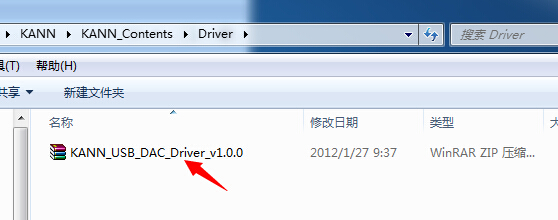 KANN ▸ KANN_Contents ▸ Driver ▸ 搜索 Driver
(T) 帮助(H)
共享 新建文件夹
名称 修改日期 类型
KANN_USB_DAC_Driver_v1.0.0 2012/1/27 9:37 WinRAR ZIP 压缩...